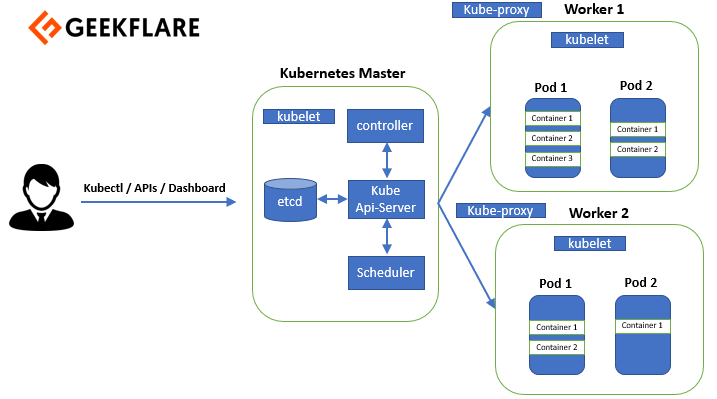 GEEKFLARE
Kube-proxy
Worker 1
kubelet
Pod 1
Pod 2
Container 1
Container 2
Container 3
Container 1
Container 2
Kubernetes Master
kubelet
controller
etcd
Kube
Api-Server
Scheduler
Kubectl / APIs / Dashboard
Kube-proxy
Worker 2
kubelet
Pod 1
Pod 2
Container 1
Container 2
Container 1